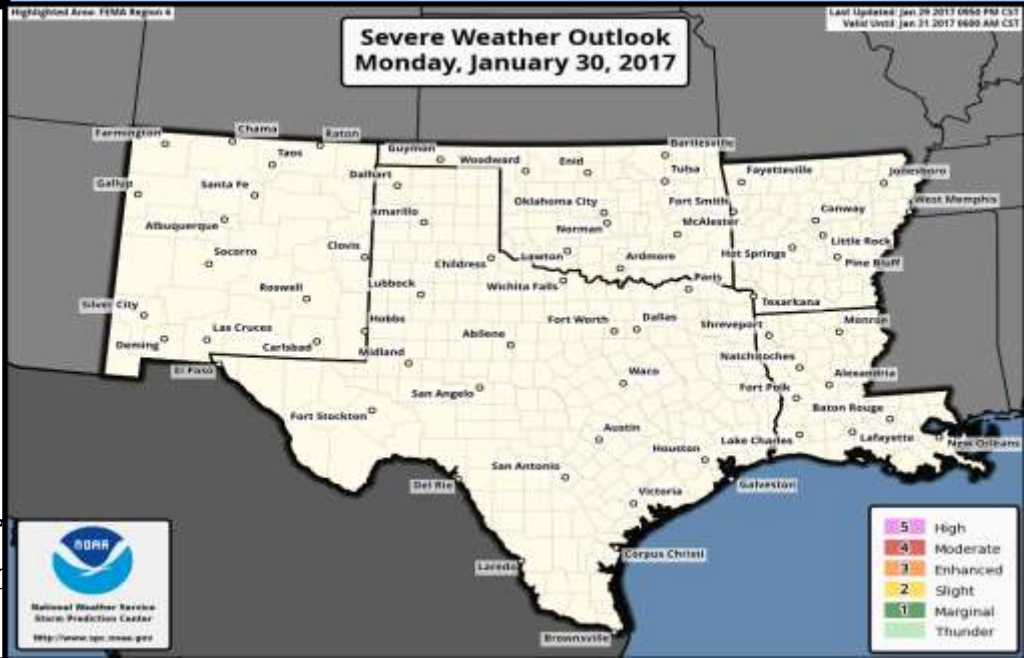 Highlighted Area: FEMA Region 6
Last Updated: Jan 29 2017 0950 PM CST
Valid Until: Jan 31 2017 0600 AM CST
Severe Weather Outlook
Monday, January 30, 2017
Farmington
Chama
Raton
Taos
Guymon
Woodward
Enid
Bartlesville
Tulsa
Fayetteville
Jonesboro
Gallup
Santa Fe
Dalhart
Oklahoma City
Fort Smith
Conway
West Memphis
Albuquerque
Amarillo
Norman
McAlester
Little Rock
Socorro
Clovis
Childress
Lawton
Ardmore
Hot Springs
Pine Bluff
Roswell
Lubbock
Wichita Falls
Paris
Texarkana
Silver City
Las Cruces
Hobbs
Abilene
Fort Worth
Dallas
Shreveport
Monroe
Deming
Carlsbad
Midland
Natchitoches
El Paso
San Angelo
Waco
Fort Polk
Alexandria
Fort Stockton
Austin
Baton Rouge
Houston
Lake Charles
Lafayette
New Orleans
San Antonio
Del Rio
Victoria
Galveston
Laredo
Corpus Christi
Brownsville
NOAA
National Weather Service
Storm Prediction Center
http://www.spc.noaa.gov
5 High
4 Moderate
3 Enhanced
2 Slight
1 Marginal
Thunder